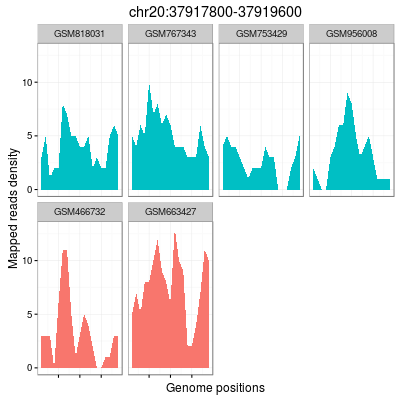 chr20:37917800-37919600
GSM818031 GSM767343 GSM753429 GSM956008
10
5
0
GSM466732 GSM663427
10
5
0
Mapped reads density
Genome positions